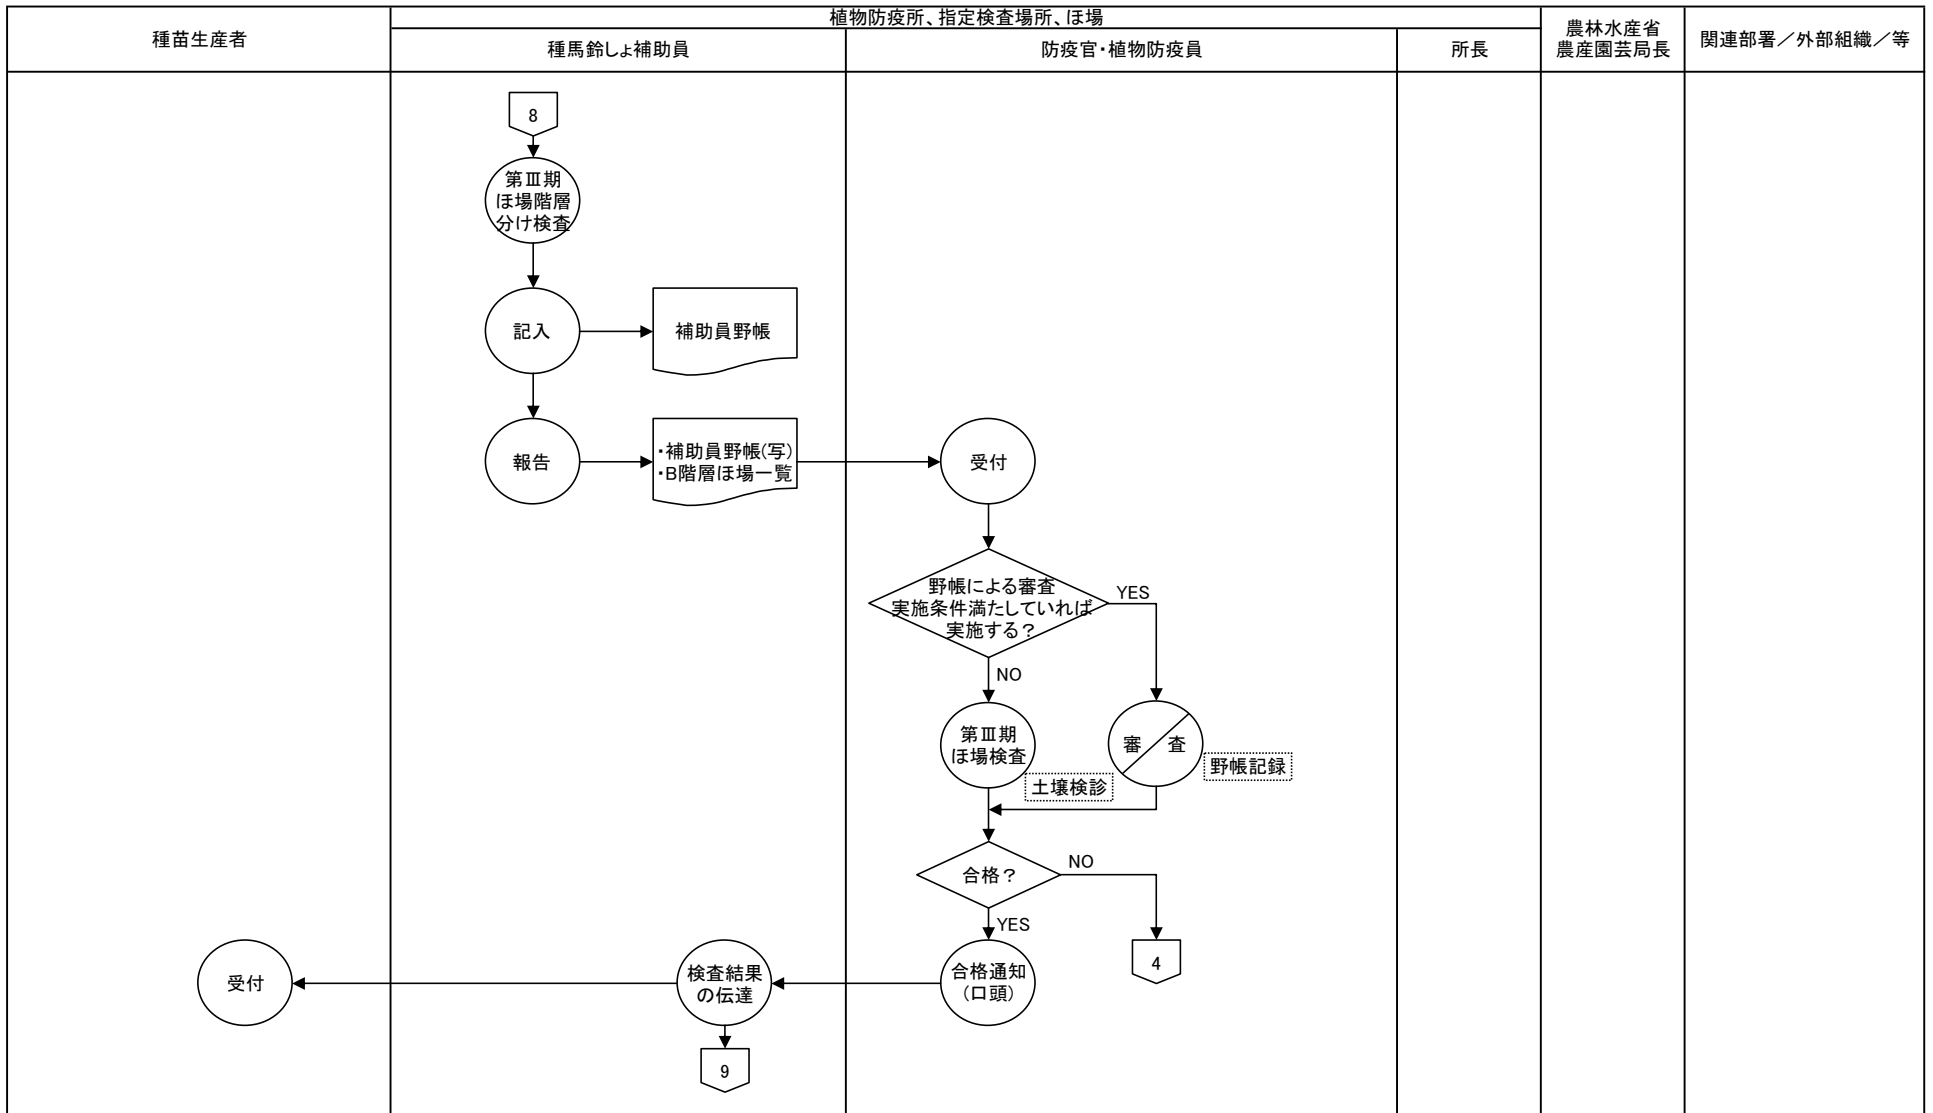 植物防疫所、指定検査場所、ほ場
種苗生産者
種馬鈴しょ補助員
防疫官・植物防疫員
所長
農林水産省
農産園芸局長
関連部署／外部組織／等
8
第Ⅲ期
ほ場階層
分け検査
記入
補助員野帳
報告
・補助員野帳(写)
・B階層ほ場一覧
受付
野帳による審査
実施条件満たしていれば
実施する？
YES
NO
第Ⅲ期
ほ場検査
土壌検診
審　査
野帳記録
合格？
NO
YES
4
合格通知
（口頭）
検査結果
の伝達
受付
9